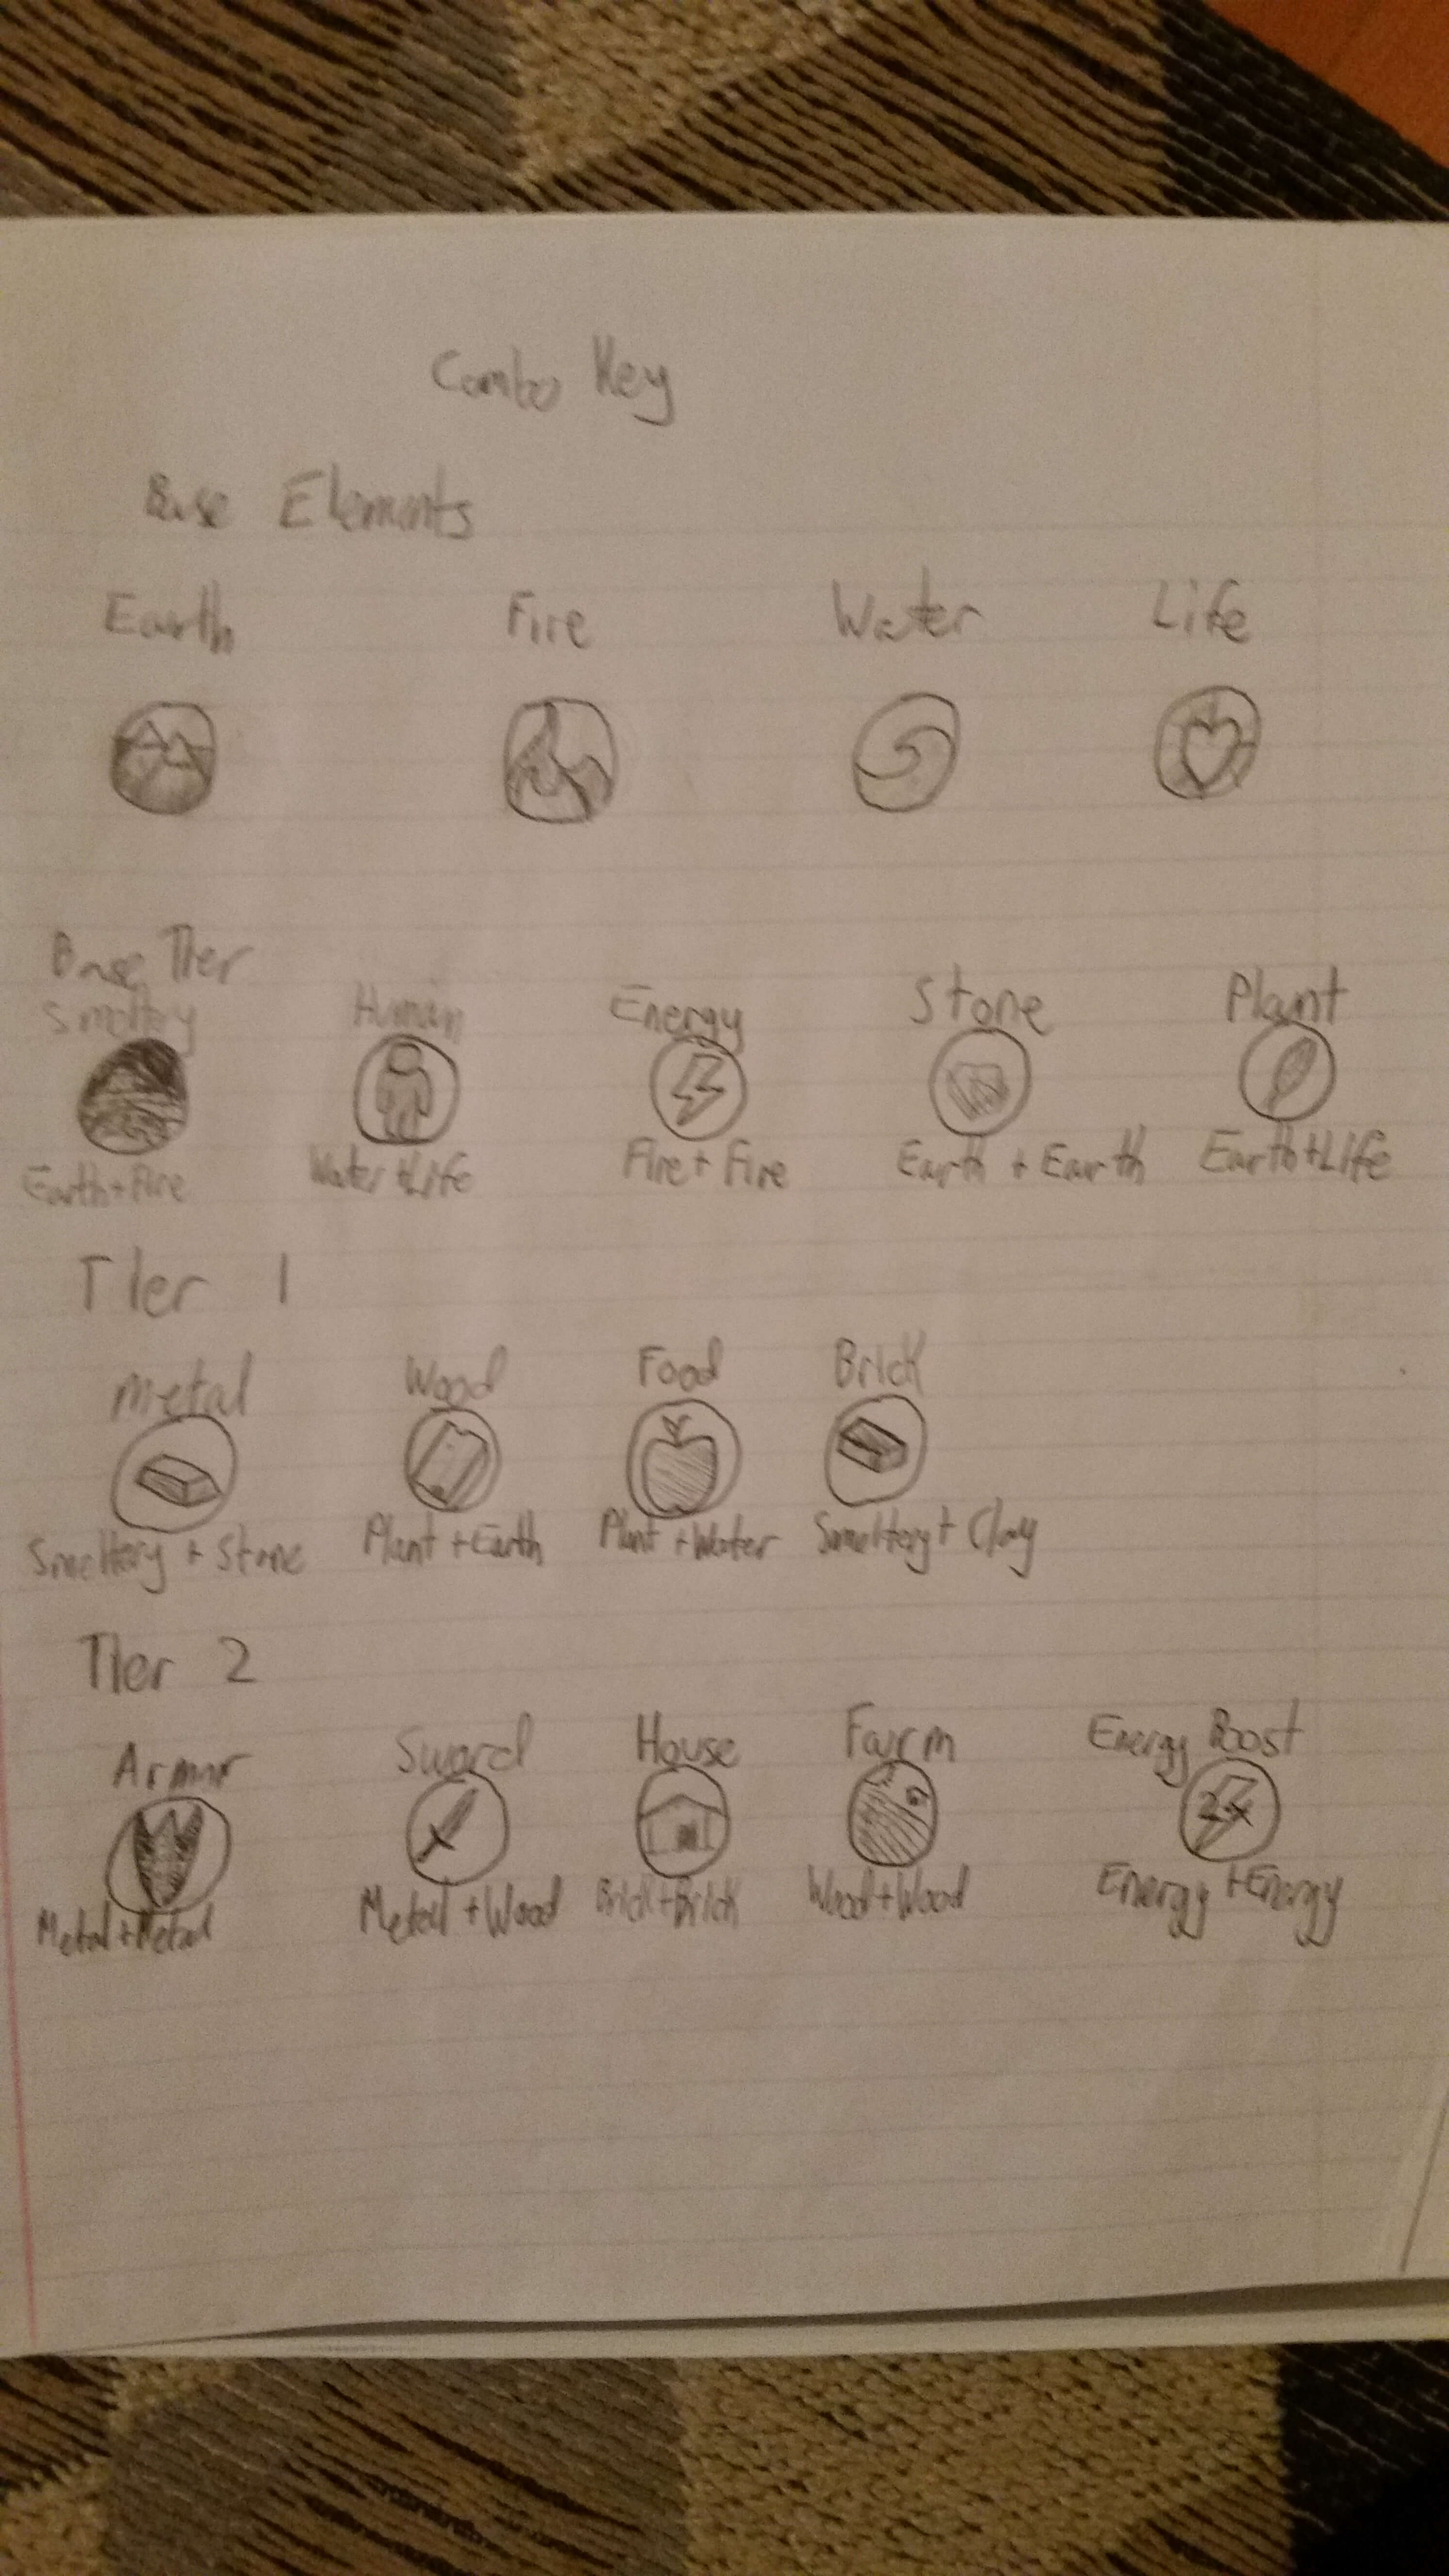 Combo Key
Base Elements
Earth Fire Water Life
Base Tier
Smeltery Human Energy Stone Plant
Earth+Fire Water+Life Fire+Fire Earth+Earth Earth+Life
Tier 1
Metal Wood Food Brick
Smeltery + Stone Plant + Earth Plant + Water Smeltery + Clay
Tier 2
Armor Sword House Farm Energy Boost
2x
Metal+Metal Metal + Wood Brick+Brick Wood+Wood Energy+Energy